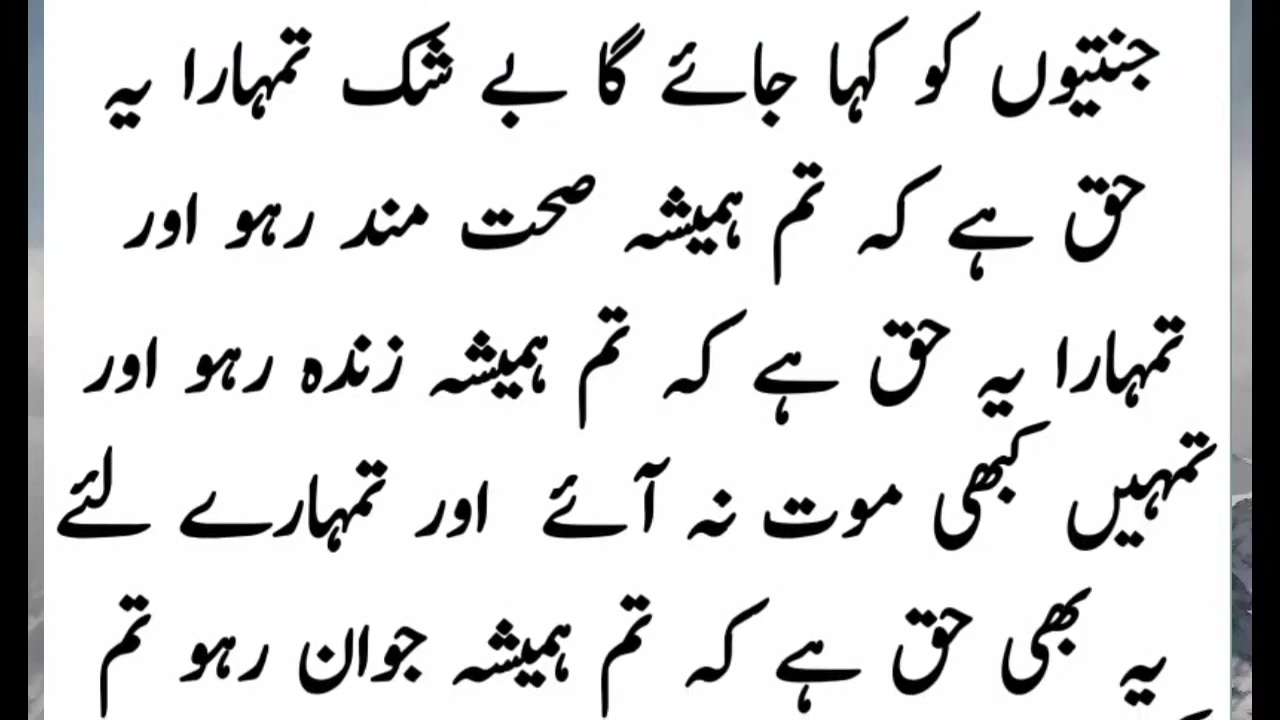 جنتیوں کو کہا جائے گا بے شک تمہارا یہ
حق ہے کہ تم ہمیشہ صحت مند رہو اور
تمہارا یہ حق ہے کہ تم ہمیشہ زندہ رہو اور
تمہیں کبھی موت نہ آئے اور تمہارے لئے
یہ بھی حق ہے کہ تم ہمیشہ جوان رہو تم